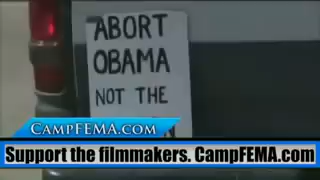 ABORT
OBAMA
NOT THE
CAMPFEMA.COM
Support the filmmakers. CampFEMA.com